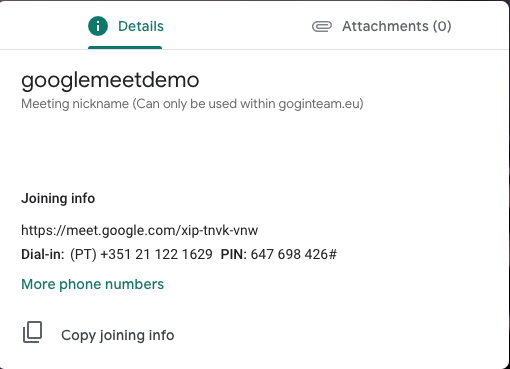 Details
Attachments (0)
googlemeetdemo
Meeting nickname (Can only be used within goginteam.eu)
Joining info
https://meet.google.com/xip-tnvk-vnw
Dial-in: (PT) +351 21 122 1629 PIN: 647 698 426#
More phone numbers
Copy joining info